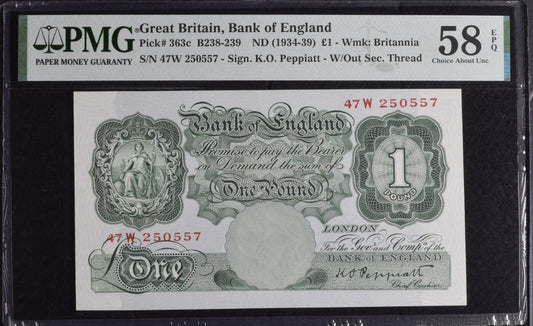 PMG
PAPER MONEY GUARANTY
Great Britain, Bank of England
Pick# 363c B238-239 ND (1934-39) £1 - Wmk: Britannia
S/N 47W 250557 - Sign. K.O. Peppiatt - W/Out Sec. Thread
58
EPQ
Choice About Unc
47W 250557
Bank of England
Promise to pay the Bearer
on Demand the sum of
One Pound
1
POUND
LONDON
For the Govr and Compa of the
BANK OF ENGLAND
47W 250557
£ONE
K O Peppiatt
Chief Cashier